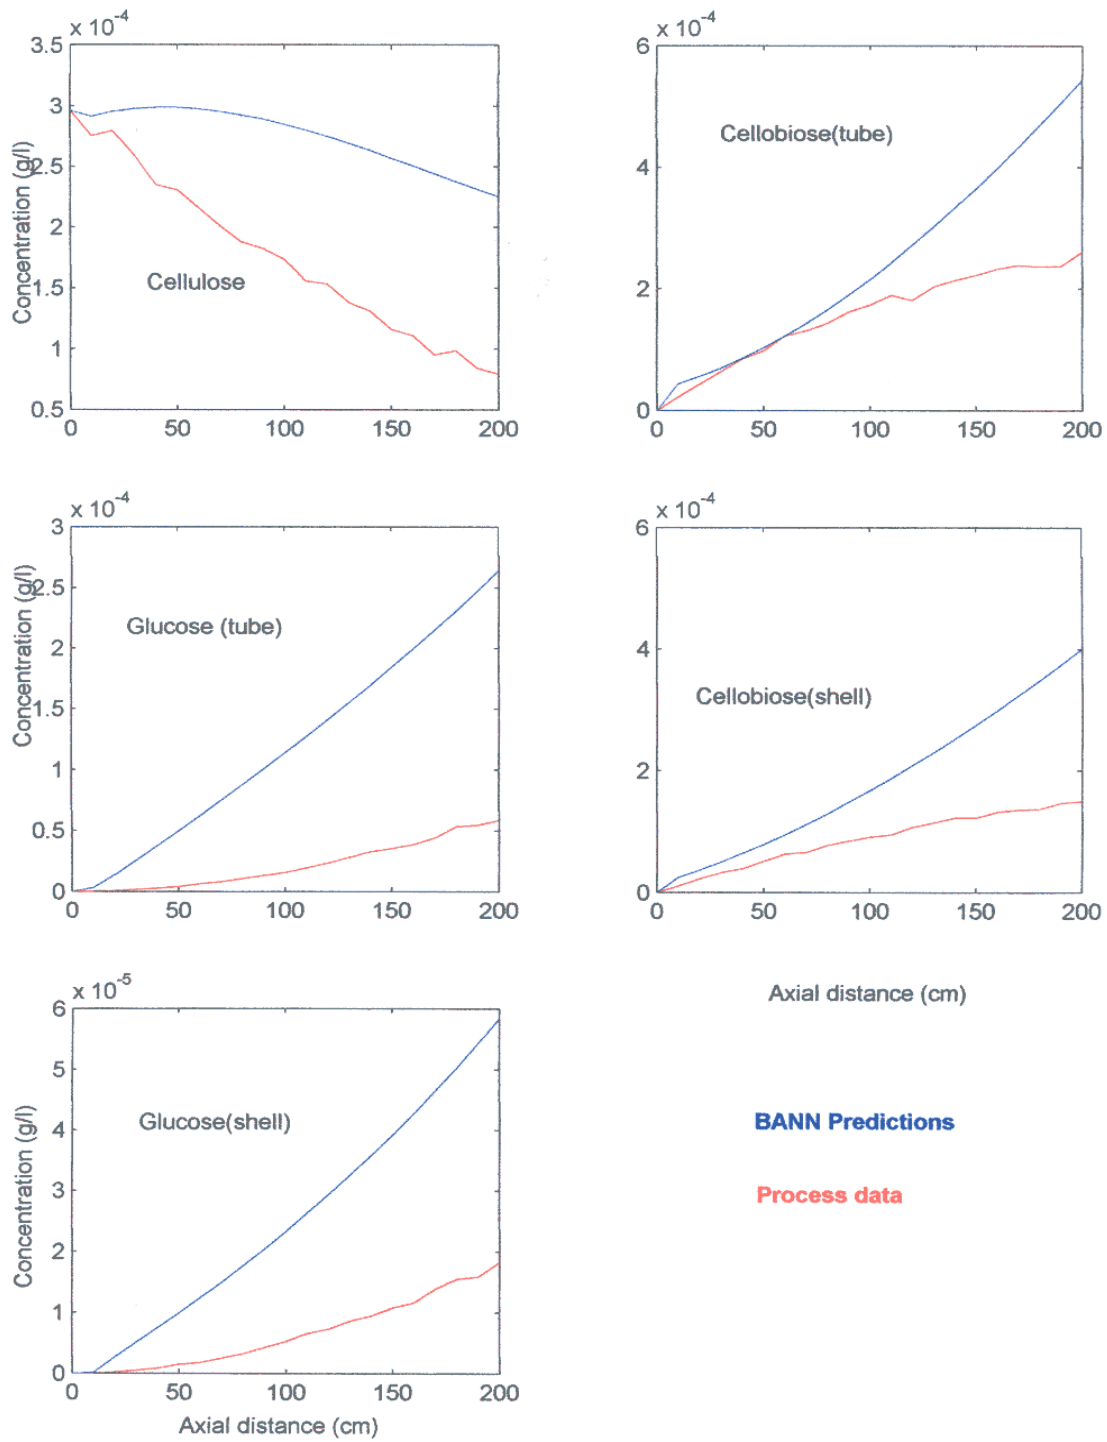 x 10-4
3.5
3
2.5
2
1.5
1
0.5
Concentration (g/l)
Cellulose
0 50 100 150 200
x 10-4
6
4
2
0
Cellobiose(tube)
0 50 100 150 200
x 10-4
3
2.5
2
1.5
1
0.5
0
Concentration (g/l)
Glucose (tube)
0 50 100 150 200
x 10-4
6
4
2
0
Cellobiose(shell)
0 50 100 150 200
Axial distance (cm)
x 10-5
6
5
4
3
2
1
0
Concentration (g/l)
Glucose(shell)
0 50 100 150 200
Axial distance (cm)
BANN Predictions
Process data